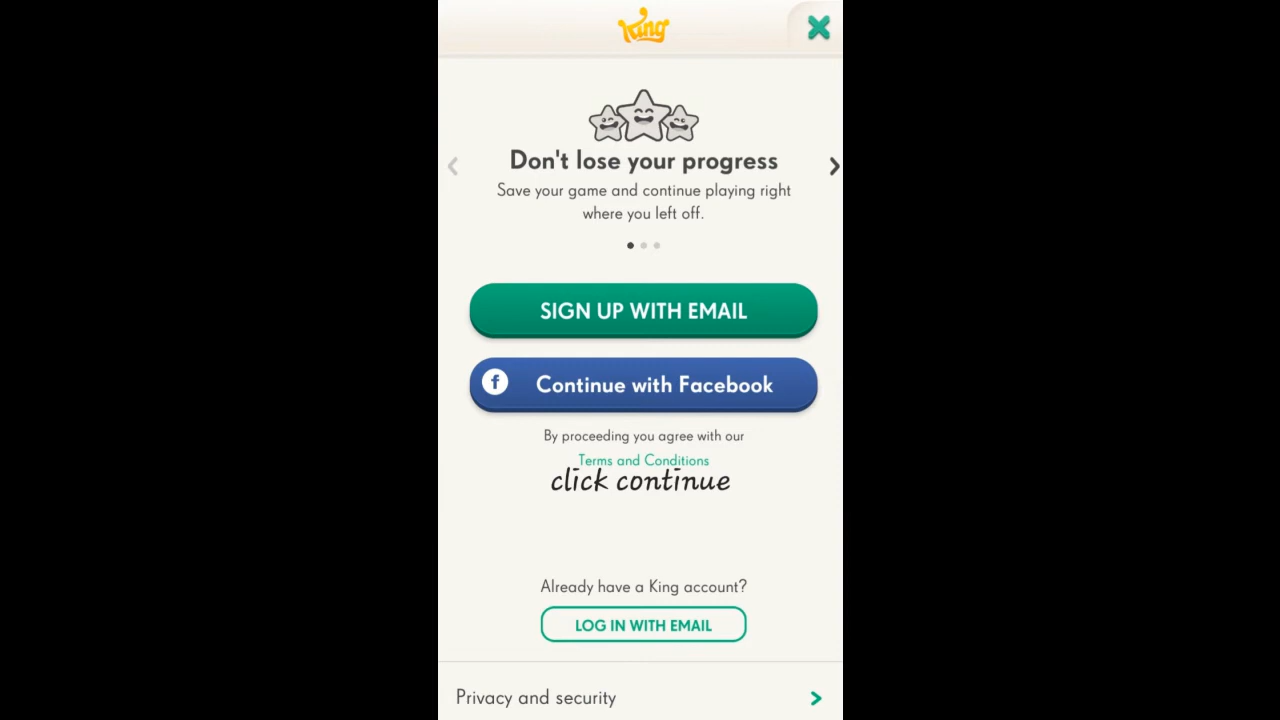 King
Don't lose your progress
Save your game and continue playing right
where you left off.
SIGN UP WITH EMAIL
f Continue with Facebook
By proceeding you agree with our
Terms and Conditions
click continue
Already have a King account?
LOG IN WITH EMAIL
Privacy and security